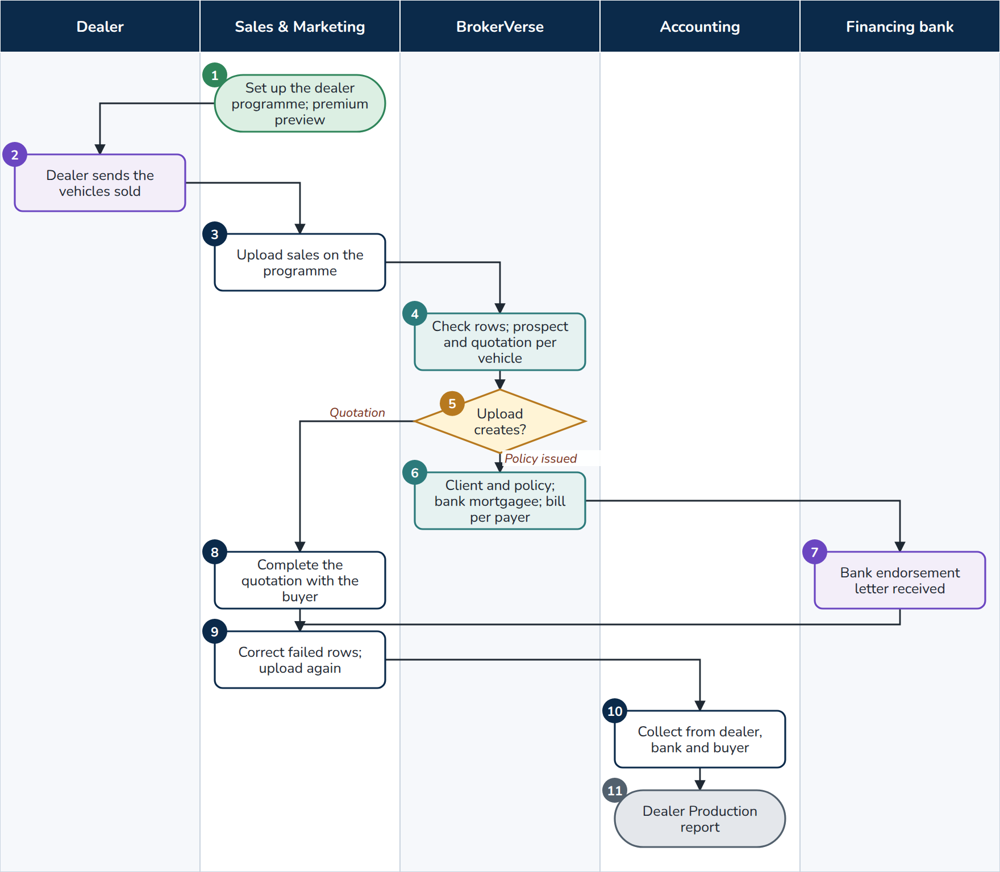 Dealer
Sales & Marketing
BrokerVerse
Accounting
Financing bank
1
Set up the dealer
programme; premium
preview
2
Dealer sends the
vehicles sold
3
Upload sales on the
programme
4
Check rows; prospect
and quotation per
vehicle
5
Upload
creates?
Quotation
Policy issued
6
Client and policy;
bank mortgagee; bill
per payer
8
Complete the
quotation with the
buyer
7
Bank endorsement
letter received
9
Correct failed rows;
upload again
10
Collect from dealer,
bank and buyer
11
Dealer Production
report